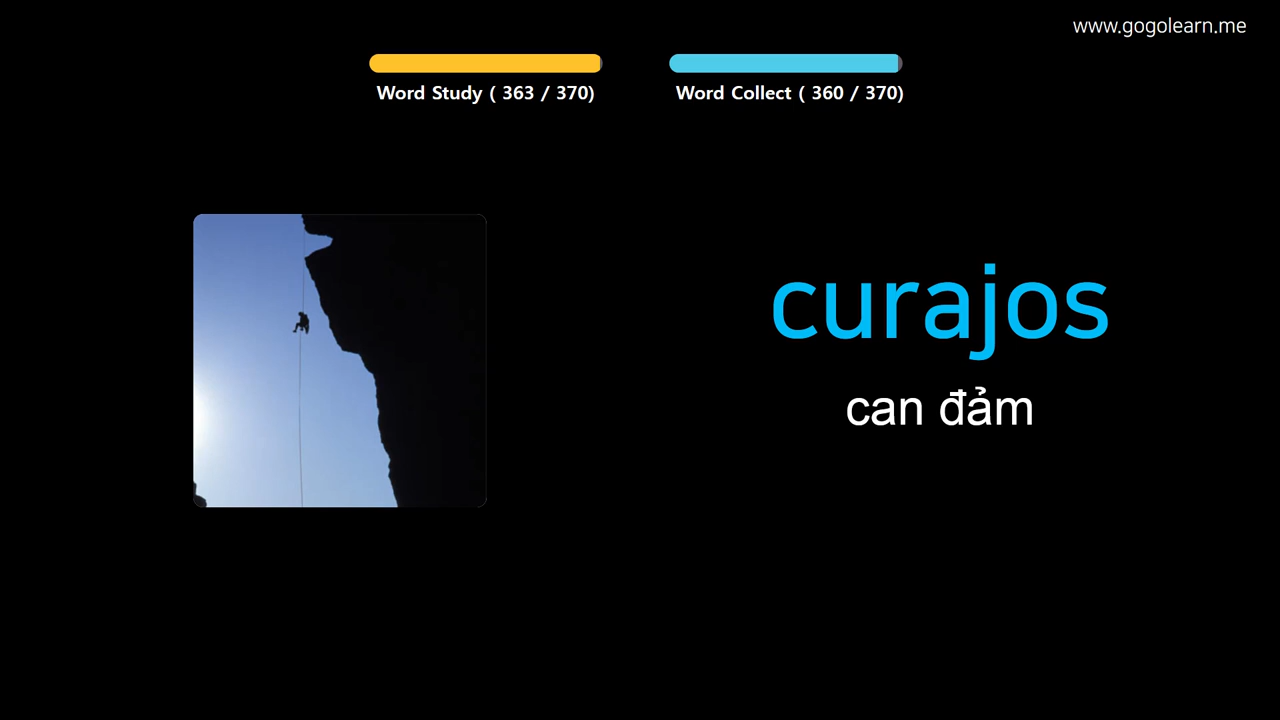 www.gogolearn.me
Word Study ( 363 / 370)
Word Collect ( 360 / 370)
curajos
can đảm